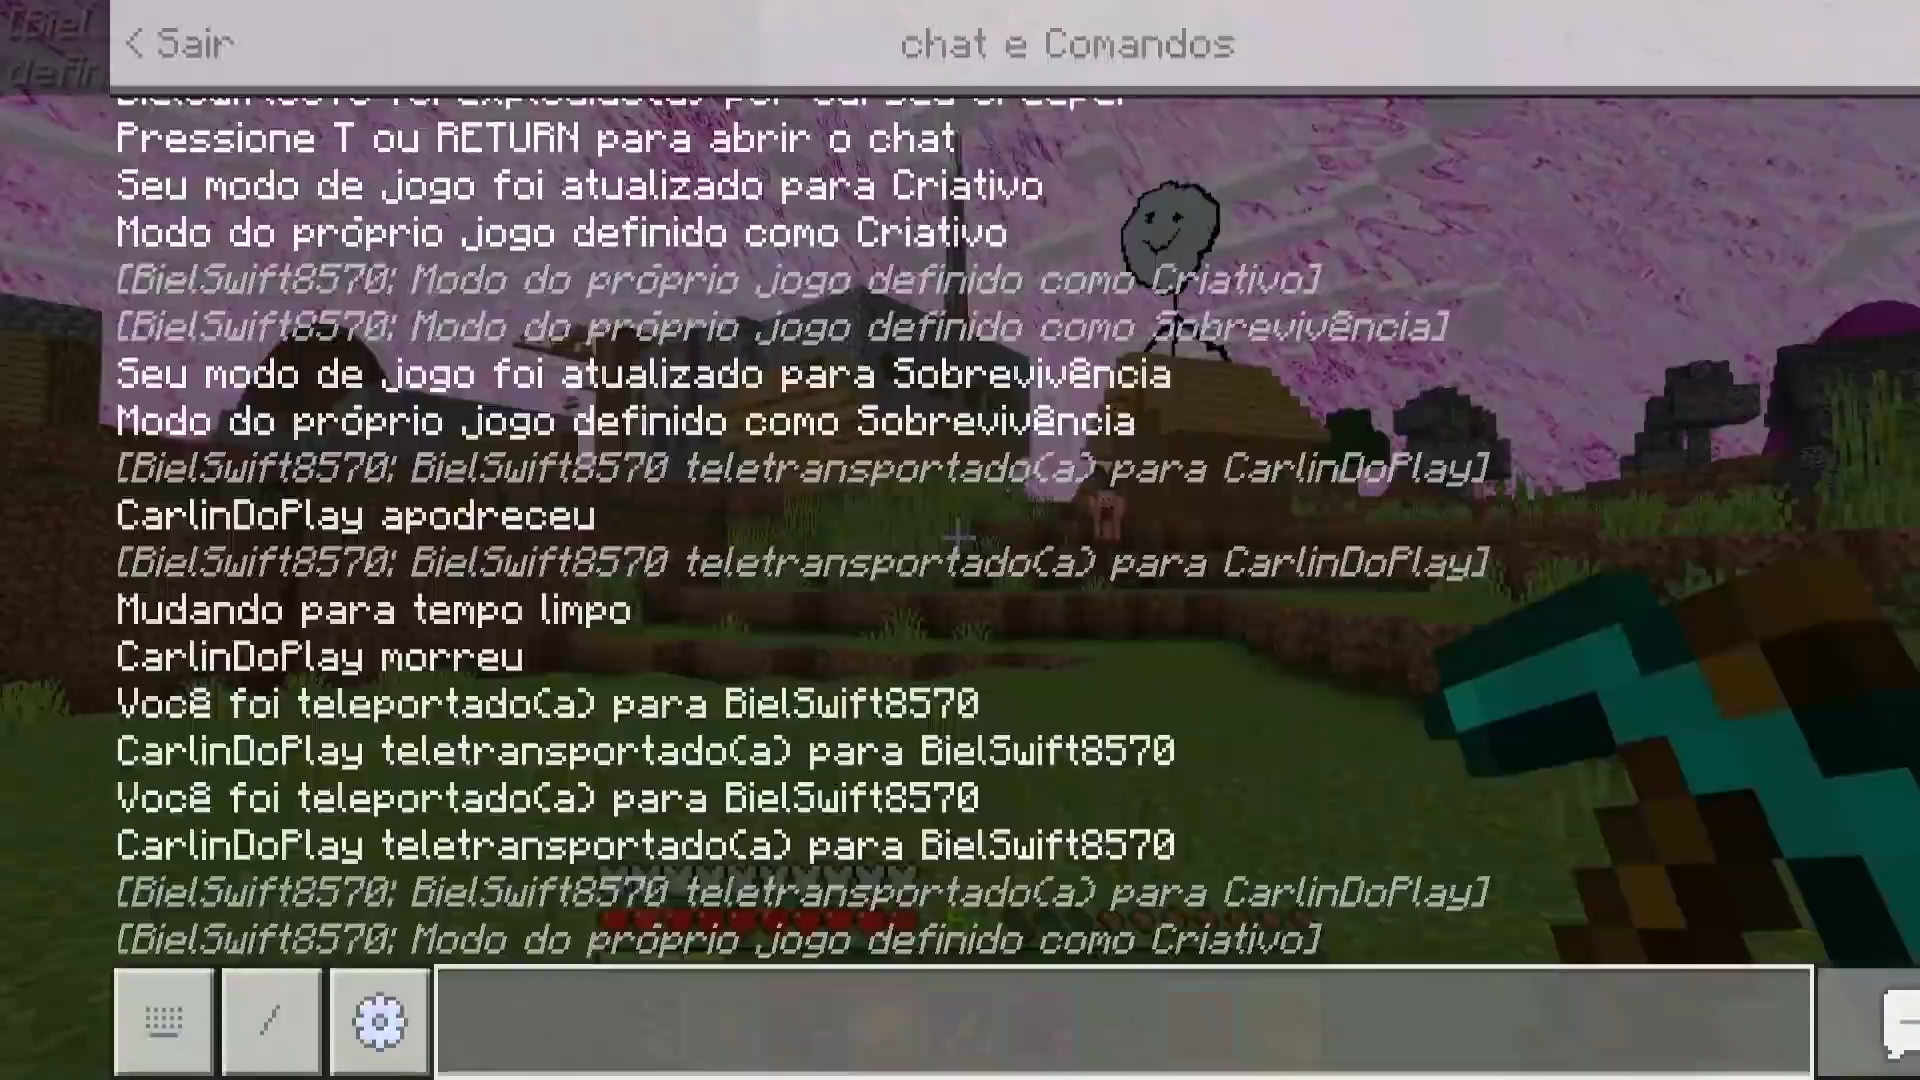 [Biel
defin
< Sair
chat e Comandos
Pressione T ou RETURN para abrir o chat
Seu modo de jogo foi atualizado para Criativo
Modo do próprio jogo definido como Criativo
[BielSwift8570: Modo do próprio jogo definido como Criativo]
[BielSwift8570: Modo do próprio jogo definido como Sobrevivência]
Seu modo de jogo foi atualizado para Sobrevivência
Modo do próprio jogo definido como Sobrevivência
[BielSwift8570: BielSwift8570 teletransportado(a) para CarlinDoPlay]
CarlinDoPlay apodreceu
[BielSwift8570: BielSwift8570 teletransportado(a) para CarlinDoPlay]
Mudando para tempo limpo
CarlinDoPlay morreu
Você foi teleportado(a) para BielSwift8570
CarlinDoPlay teletransportado(a) para BielSwift8570
Você foi teleportado(a) para BielSwift8570
CarlinDoPlay teletransportado(a) para BielSwift8570
[BielSwift8570: BielSwift8570 teletransportado(a) para CarlinDoPlay]
[BielSwift8570: Modo do próprio jogo definido como Criativo]
/